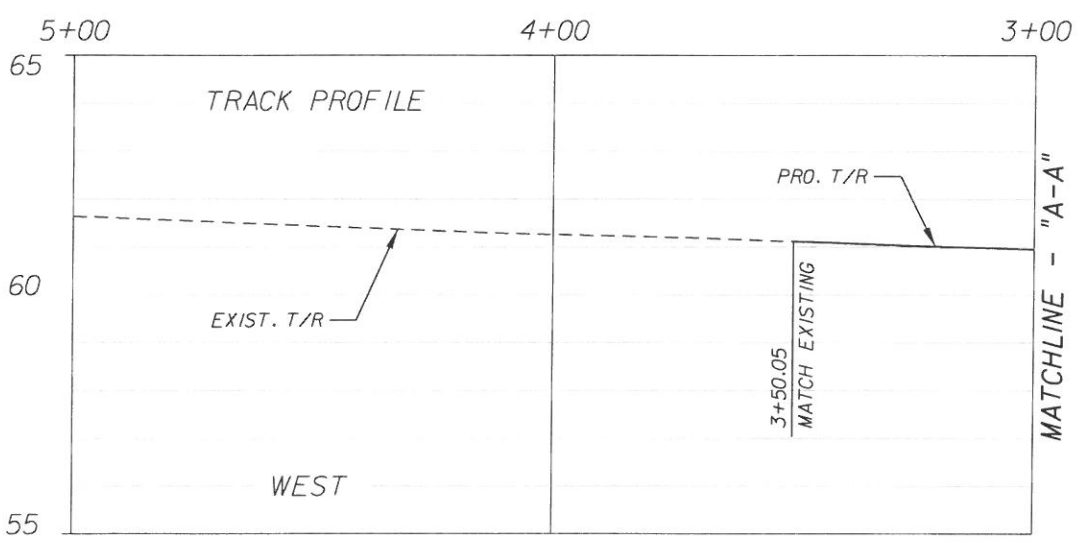 5+00 4+00 3+00
65
TRACK PROFILE
PRO. T/R
MATCHLINE - "A-A"
60
EXIST. T/R
3+50.05
MATCH EXISTING
WEST
55